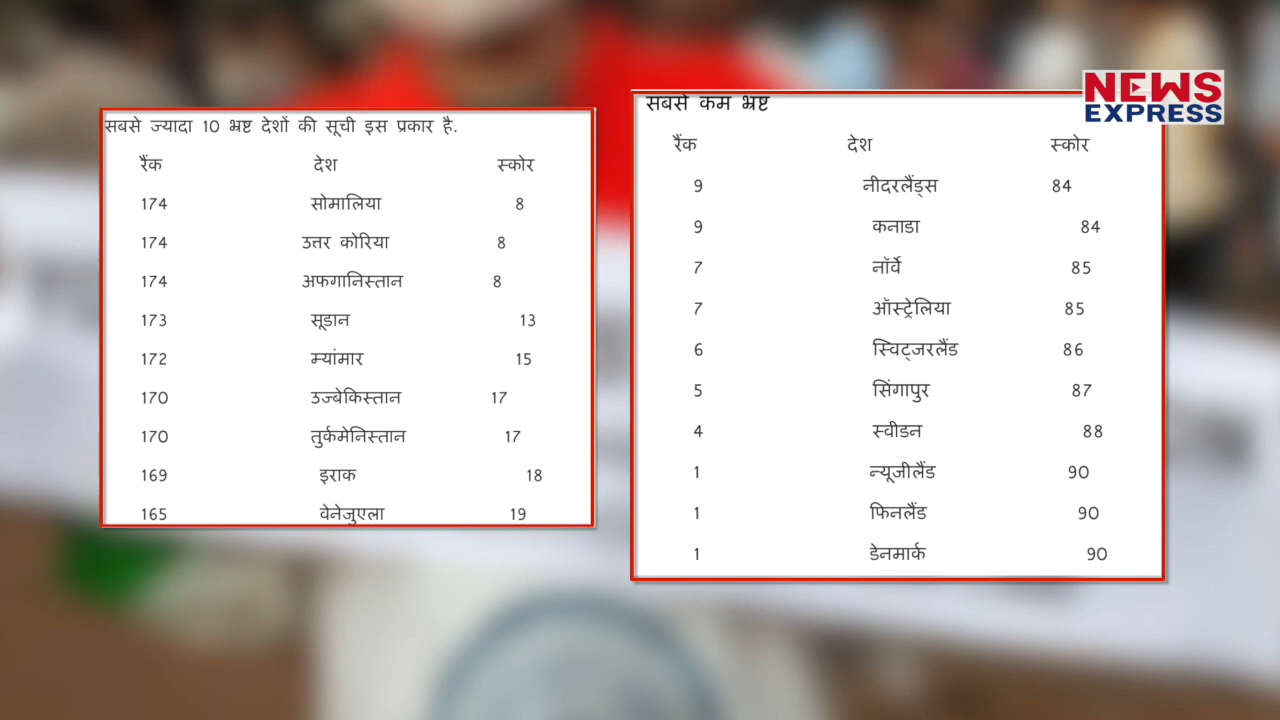 सबसे ज्यादा 10 भ्रष्ट देशों की सूची इस प्रकार है.
रैंक देश स्कोर
174 सोमालिया 8
174 उत्तर कोरिया 8
174 अफगानिस्तान 8
173 सूडान 13
172 म्यांमार 15
170 उज्बेकिस्तान 17
170 तुर्कमेनिस्तान 17
169 इराक 18
165 वेनेजुएला 19
सबसे कम भ्रष्ट
रैंक देश स्कोर
9 नीदरलैंड्स 84
9 कनाडा 84
7 नॉर्वे 85
7 ऑस्ट्रेलिया 85
6 स्विट्जरलैंड 86
5 सिंगापुर 87
4 स्वीडन 88
1 न्यूजीलैंड 90
1 फिनलैंड 90
1 डेनमार्क 90
NEWS
EXPRESS